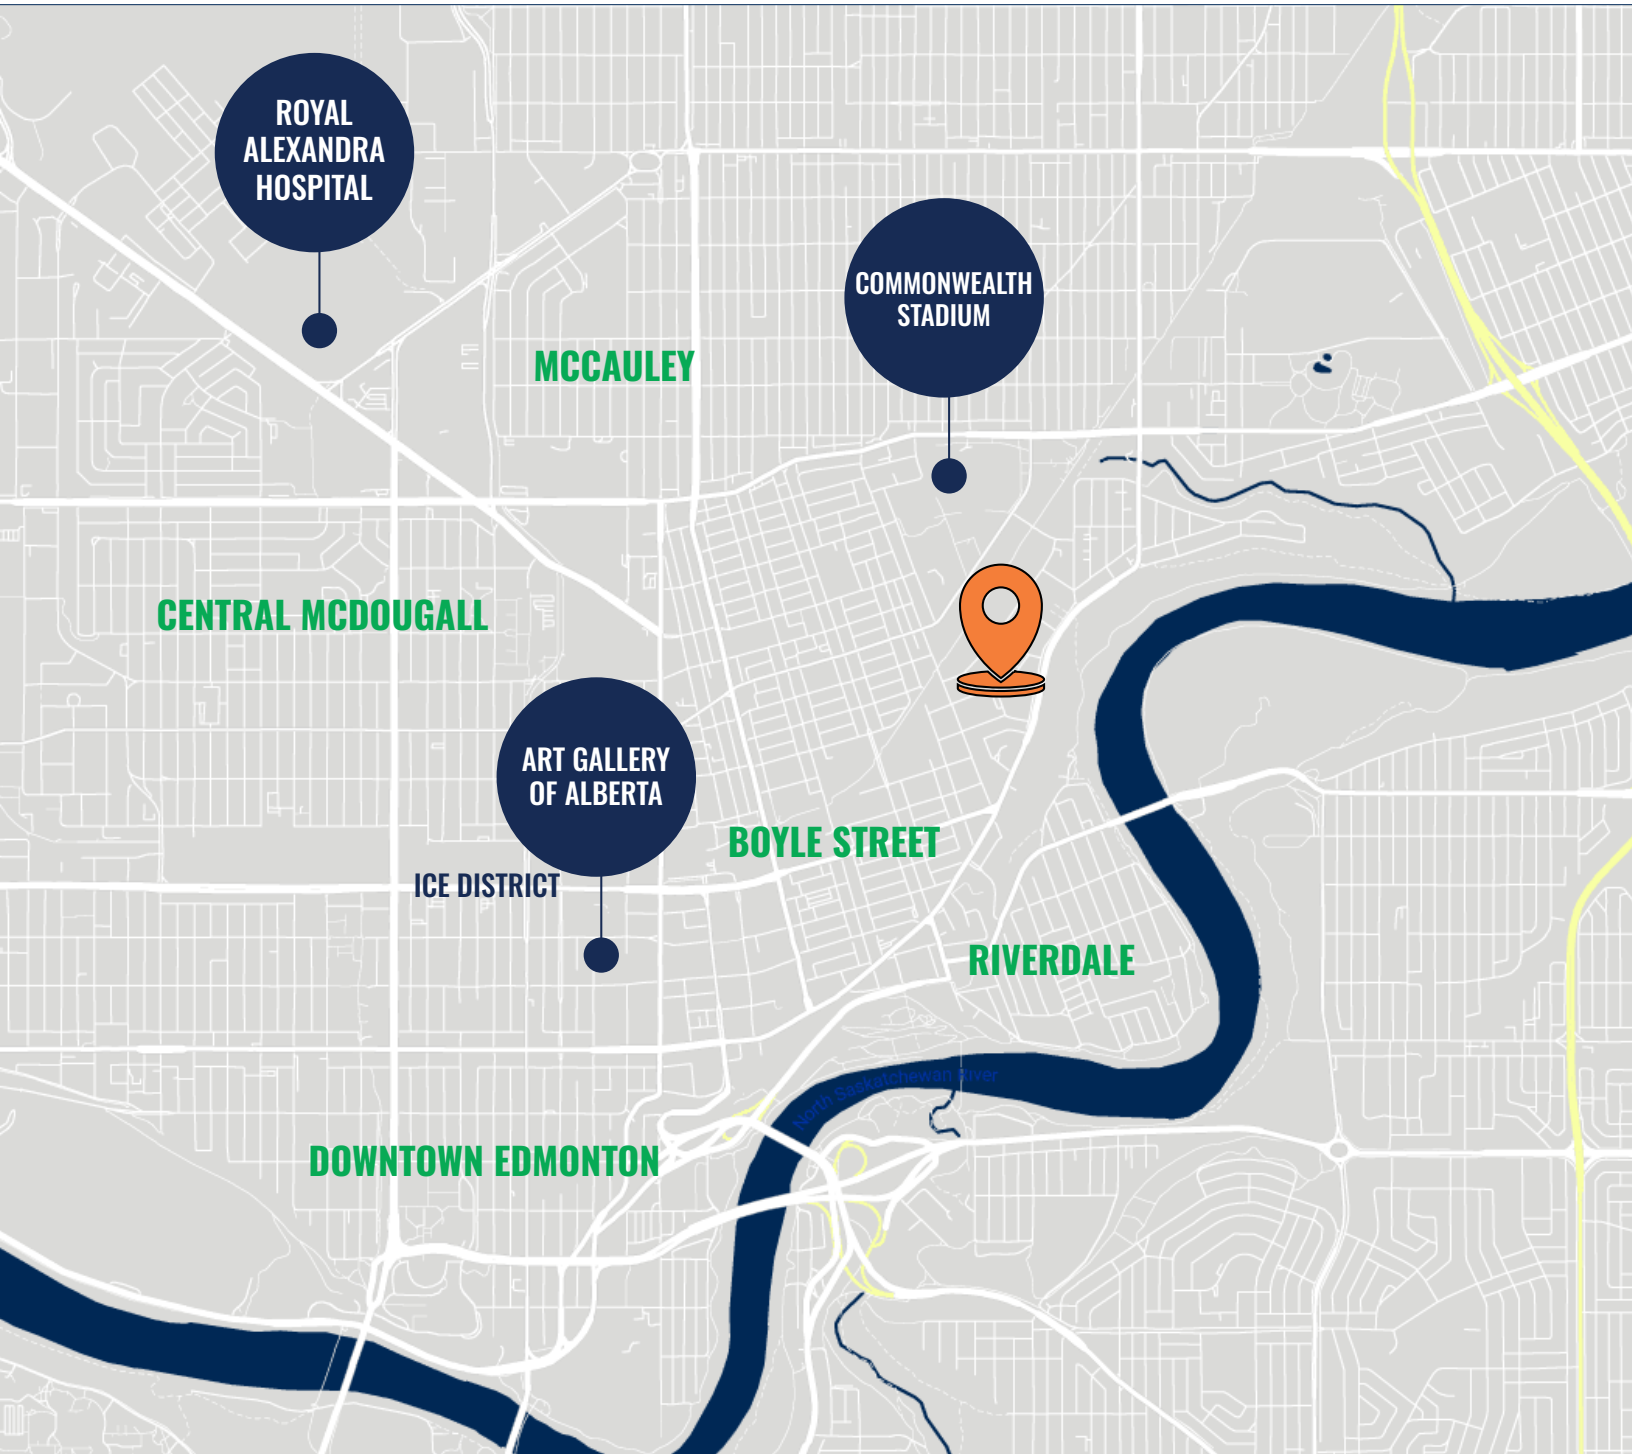 ROYAL
ALEXANDRA
HOSPITAL
COMMONWEALTH
STADIUM
MCCAULEY
CENTRAL MCDOUGALL
ART GALLERY
OF ALBERTA
BOYLE STREET
ICE DISTRICT
RIVERDALE
North Saskatchewan River
DOWNTOWN EDMONTON